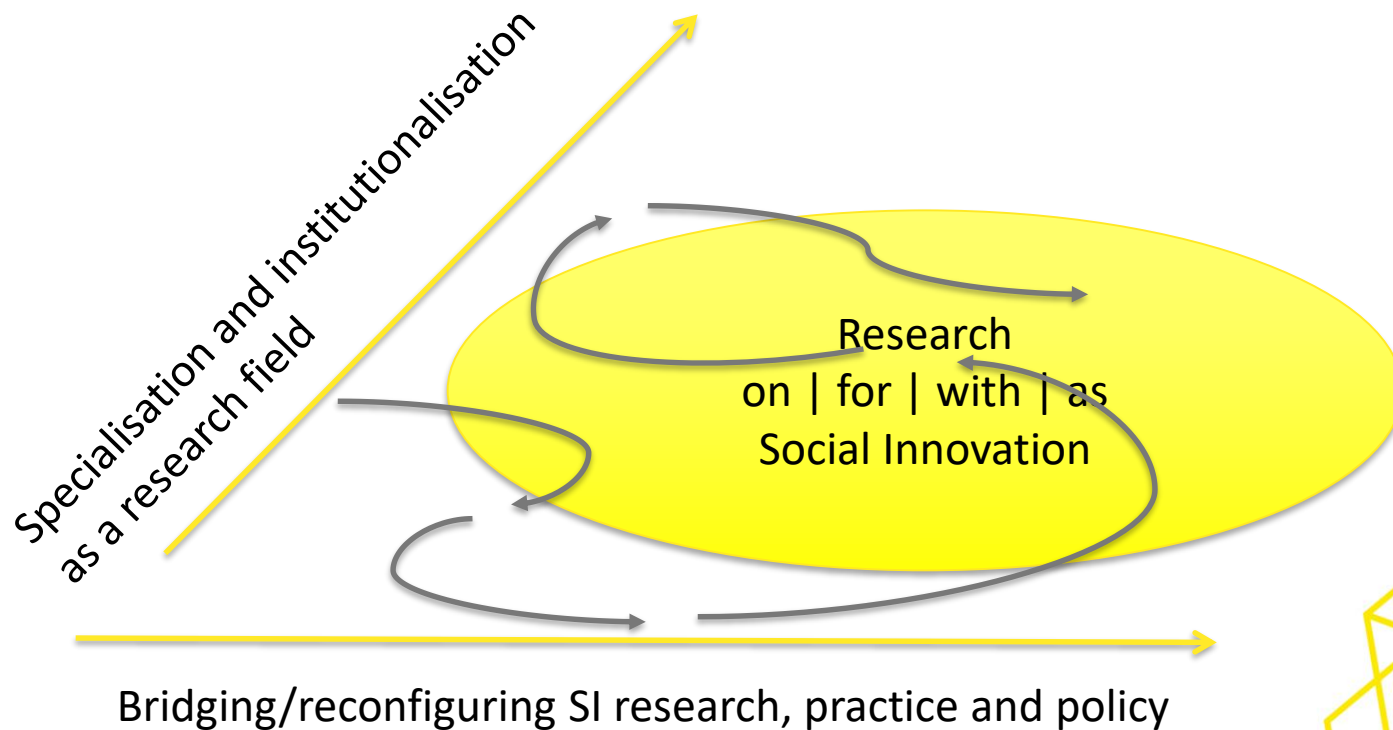 Specialisation and institutionalisation
as a research field
Research
on | for | with | as
Social Innovation
Bridging/reconfiguring SI research, practice and policy